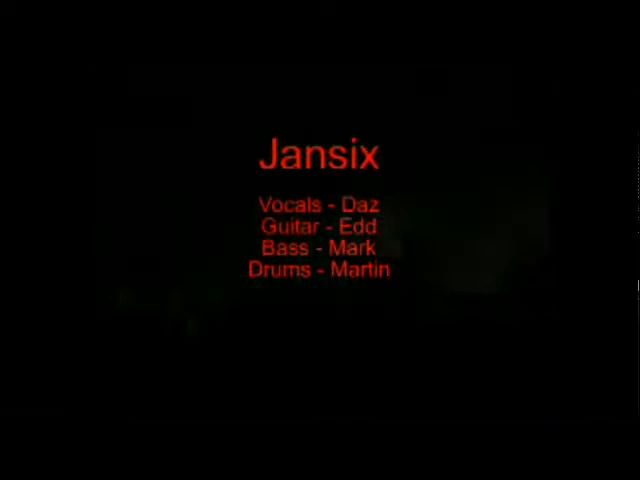 Jansix
Vocals - Daz
Guitar - Edd
Bass - Mark
Drums - Martin